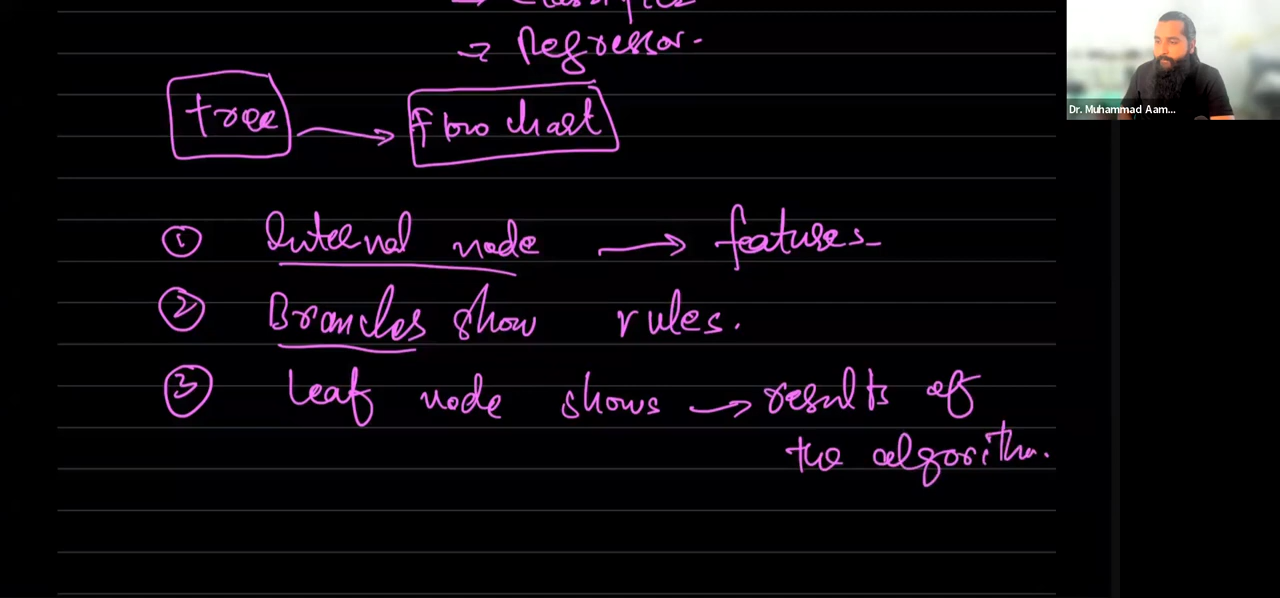 → Classifier
→ Regressor.
tree → flow chart
① Internal node → features
② Branches show rules.
③ leaf node shows → results of
the algorithm.
Dr. Muhammad Aam...